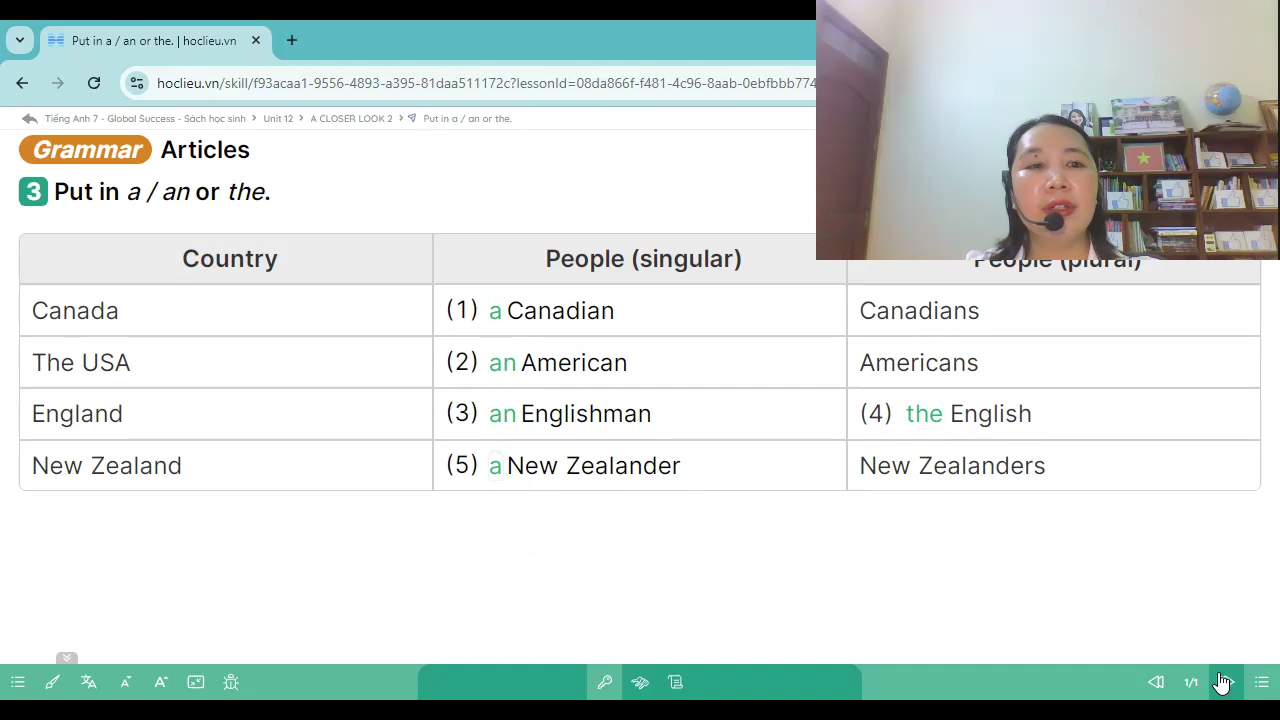 Put in a / an or the. | hoclieu.vn
hoclieu.vn/skill/f93acaa1-9556-4893-a395-81daa511172c?lessonId=08da866f-f481-4c96-8aab-0ebfbbb774
Tiếng Anh 7 - Global Success - Sách học sinh > Unit 12 > A CLOSER LOOK 2 > Put in a / an or the.
Grammar Articles
3 Put in a / an or the.
Country People (singular) People (plural)
Canada (1) a Canadian Canadians
The USA (2) an American Americans
England (3) an Englishman (4) the English
New Zealand (5) a New Zealander New Zealanders
1/1